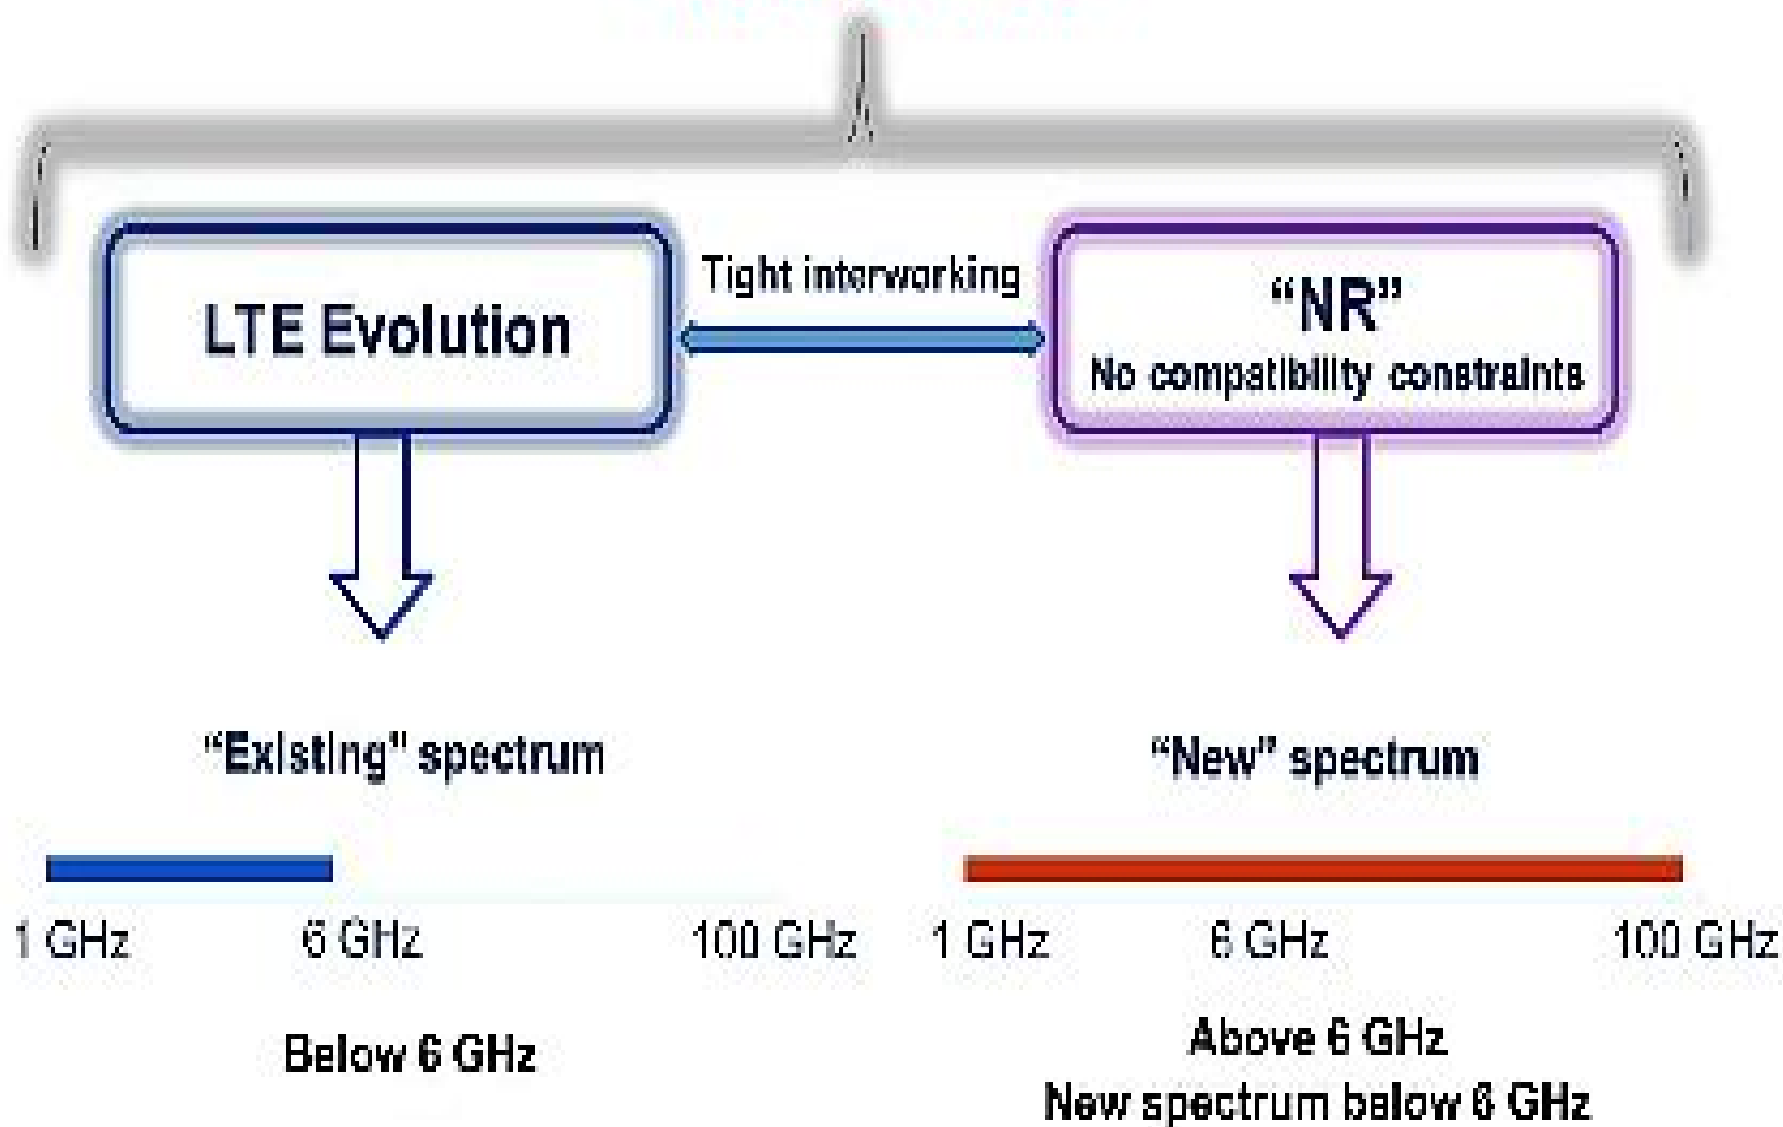 LTE Evolution
Tight interworking
“NR”
No compatibility constraints
“Existing” spectrum
1 GHz 6 GHz 100 GHz
Below 6 GHz
“New” spectrum
1 GHz 6 GHz 100 GHz
Above 6 GHz
New spectrum below 6 GHz